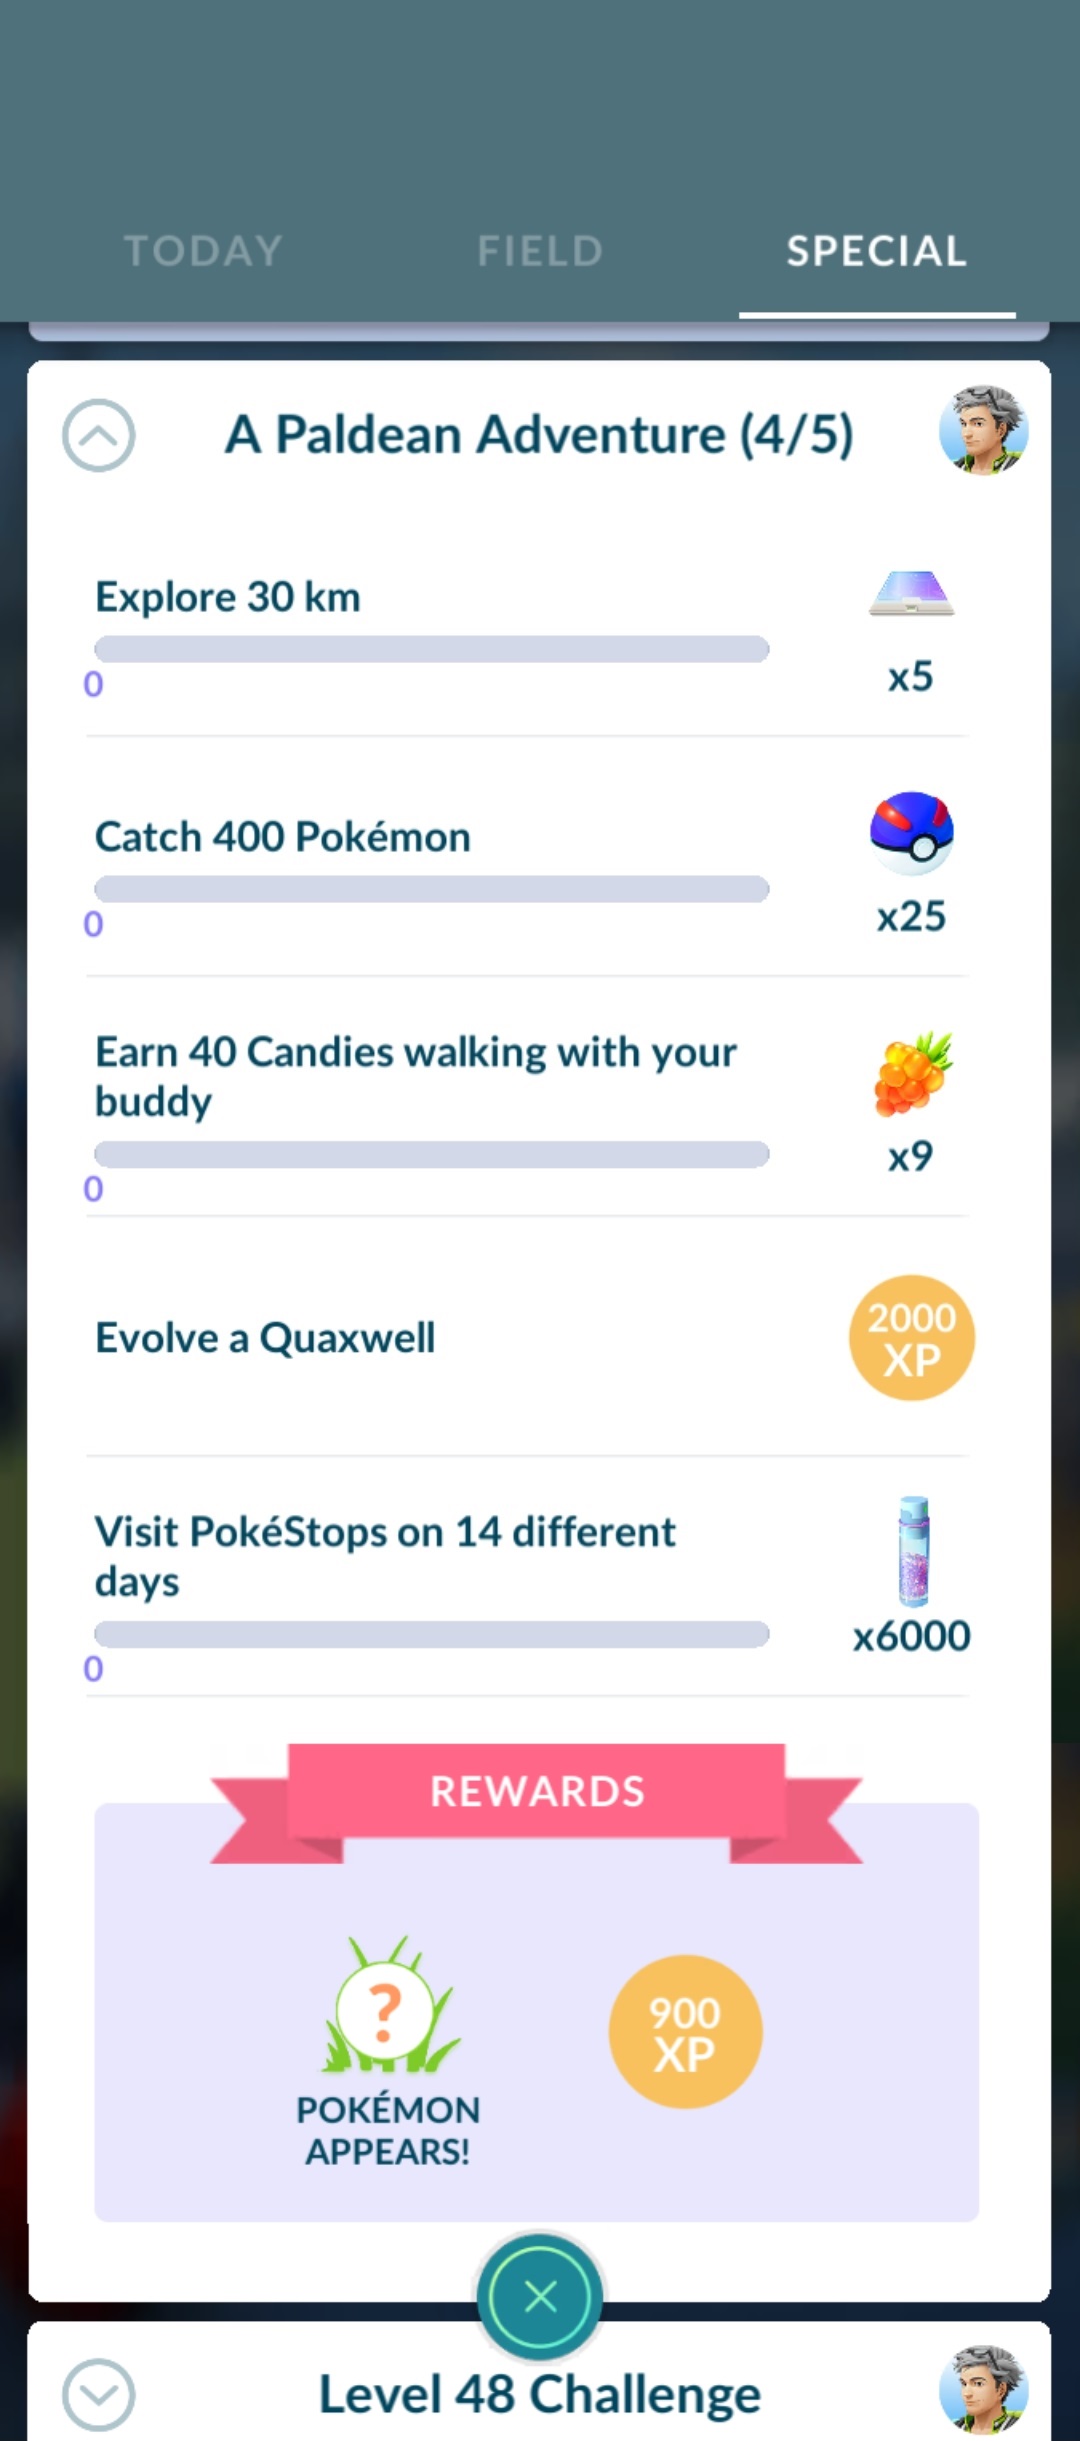 TODAY FIELD SPECIAL
A Paldean Adventure (4/5)
Explore 30 km
0
x5
Catch 400 Pokémon
0
x25
Earn 40 Candies walking with your
buddy
0
x9
Evolve a Quaxwell
2000
XP
Visit PokéStops on 14 different
days
0
x6000
REWARDS
?
POKÉMON
APPEARS!
900
XP
Level 48 Challenge